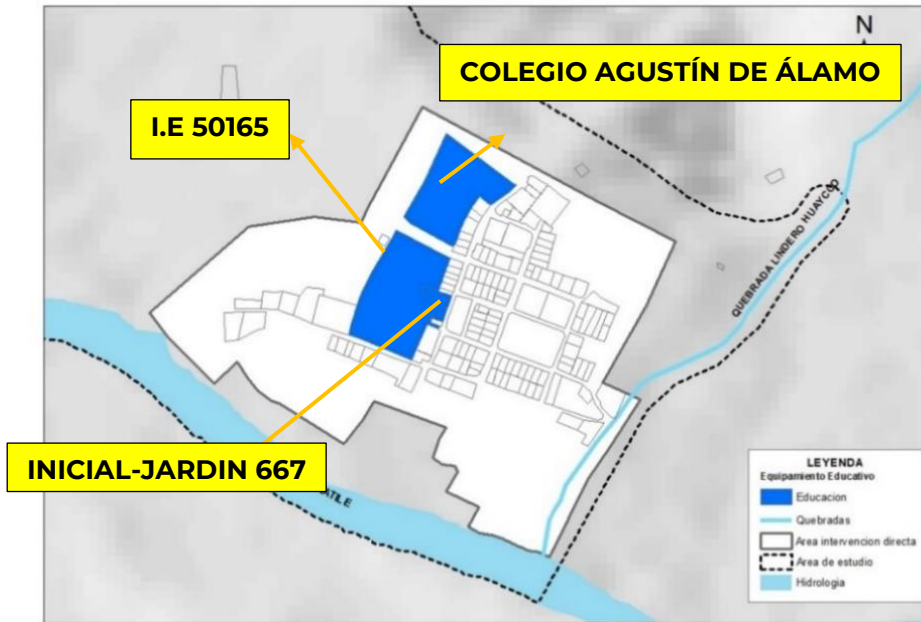 N
COLEGIO AGUSTÍN DE ÁLAMO
I.E 50165
QUEBRADA LINDERO HUAYCCO
INICIAL-JARDIN 667
LEYENDA
Equipamiento Educativo
Educacion
Quebradas
Area intervencion directa
Area de estudio
Hidrologia